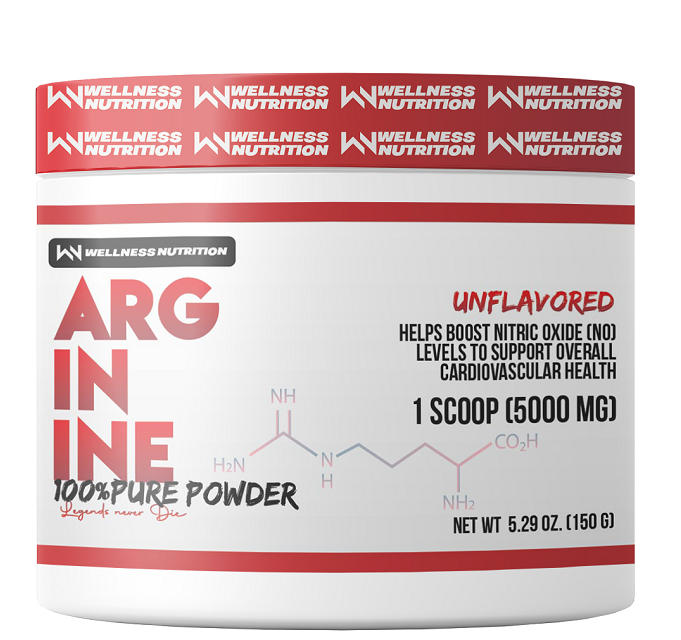 WELLNESS NUTRITION WELLNESS NUTRITION WELLNESS NUTRITION WELLNESS NUTRITION
WELLNESS NUTRITION WELLNESS NUTRITION WELLNESS NUTRITION WELLNESS NUTRITION
WELLNESS NUTRITION
ARG
IN
INE
100% PURE POWDER
Legends never Die
UNFLAVORED
HELPS BOOST NITRIC OXIDE (NO)
LEVELS TO SUPPORT OVERALL
CARDIOVASCULAR HEALTH
1 SCOOP (5000 MG)
NH
H₂N
N
H
CO₂H
NH₂
NET WT 5.29 OZ. (150 G)